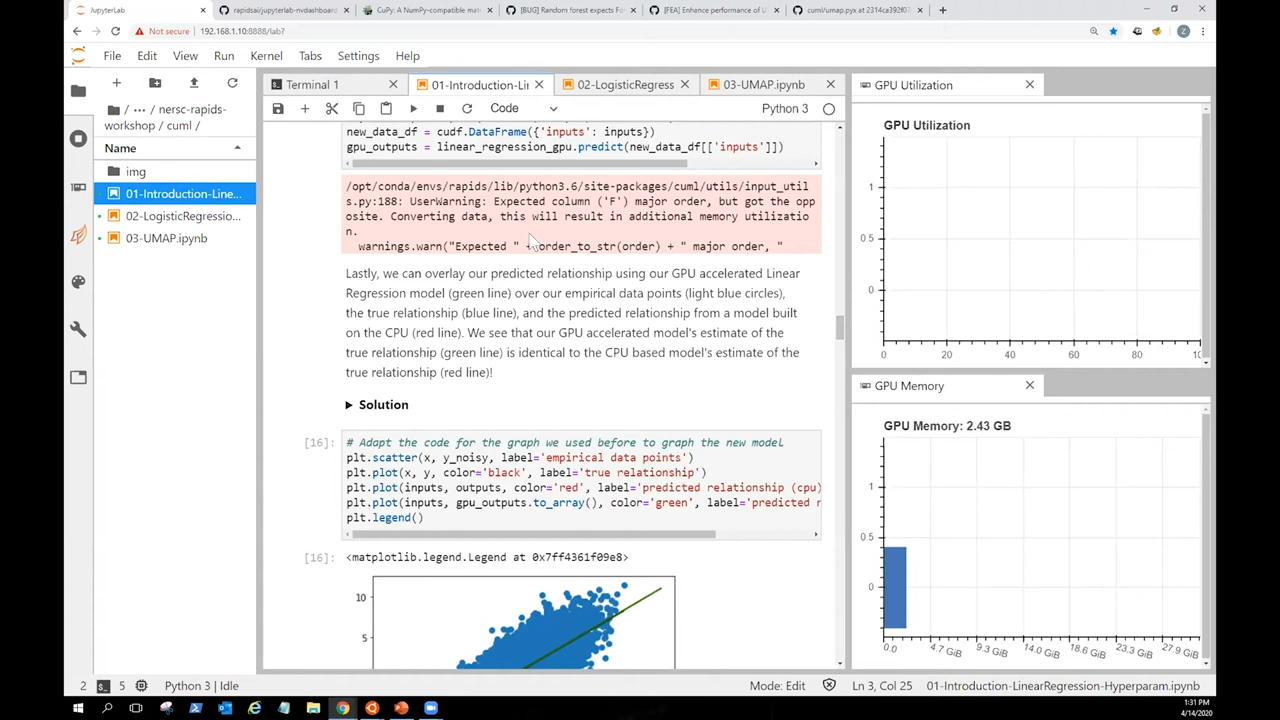 JupyterLab
rapidsai/jupyterlab-nvdashboard
CuPy: A NumPy-compatible mat
[BUG] Random forest expects For
[FEA] Enhance performance of U
cuml/umap.pyx at 2314ca392f07
Not secure
192.168.1.10:8888/lab?
File Edit View Run Kernel Tabs Settings Help
Terminal 1
01-Introduction-Lin
02-LogisticRegress
03-UMAP.ipynb
GPU Utilization
/ ··· / nersc-rapids-
workshop / cuml /
Name
img
01-Introduction-Line...
02-LogisticRegressio...
03-UMAP.ipynb
Code
Python 3
new_data_df = cudf.DataFrame({'inputs': inputs})
gpu_outputs = linear_regression_gpu.predict(new_data_df[['inputs']])
/opt/conda/envs/rapids/lib/python3.6/site-packages/cuml/utils/input_util
s.py:188: UserWarning: Expected column ('F') major order, but got the opp
osite. Converting data, this will result in additional memory utilizatio
n.
warnings.warn("Expected " + order_to_str(order) + " major order, "
Lastly, we can overlay our predicted relationship using our GPU accelerated Linear
Regression model (green line) over our empirical data points (light blue circles),
the true relationship (blue line), and the predicted relationship from a model built
on the CPU (red line). We see that our GPU accelerated model's estimate of the
true relationship (green line) is identical to the CPU based model's estimate of the
true relationship (red line)!
Solution
[16]:
# Adapt the code for the graph we used before to graph the new model
plt.scatter(x, y_noisy, label='empirical data points')
plt.plot(x, y, color='black', label='true relationship')
plt.plot(inputs, outputs, color='red', label='predicted relationship (cpu)
plt.plot(inputs, gpu_outputs.to_array(), color='green', label='predicted r
plt.legend()
[16]:
<matplotlib.legend.Legend at 0x7ff4361f09e8>
10
5
GPU Utilization
1
0.5
0
0 20 40 60 80 10
GPU Memory
GPU Memory: 2.43 GB
1
0.5
0
0.0 4.7 GiB 9.3 GiB 14.0 GiB 18.6 GiB 23.3 GiB 27.9 GiB
2
5
Python 3 | Idle
Mode: Edit
Ln 3, Col 25
01-Introduction-LinearRegression-Hyperparam.ipynb
1:31 PM
4/14/2020